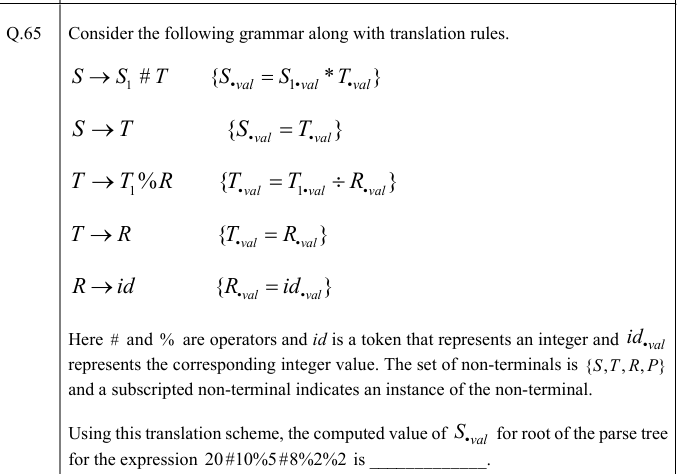 Q.65 Consider the following grammar along with translation rules.
S → S₁ # T {S•val = S₁•val * T•val}
S → T {S•val = T•val}
T → T₁%R {T•val = T₁•val ÷ R•val}
T → R {T•val = R•val}
R → id {R•val = id•val}
Here # and % are operators and id is a token that represents an integer and id•val
represents the corresponding integer value. The set of non-terminals is {S,T,R,P}
and a subscripted non-terminal indicates an instance of the non-terminal.
Using this translation scheme, the computed value of S•val for root of the parse tree
for the expression 20#10%5#8%2%2 is _____________.